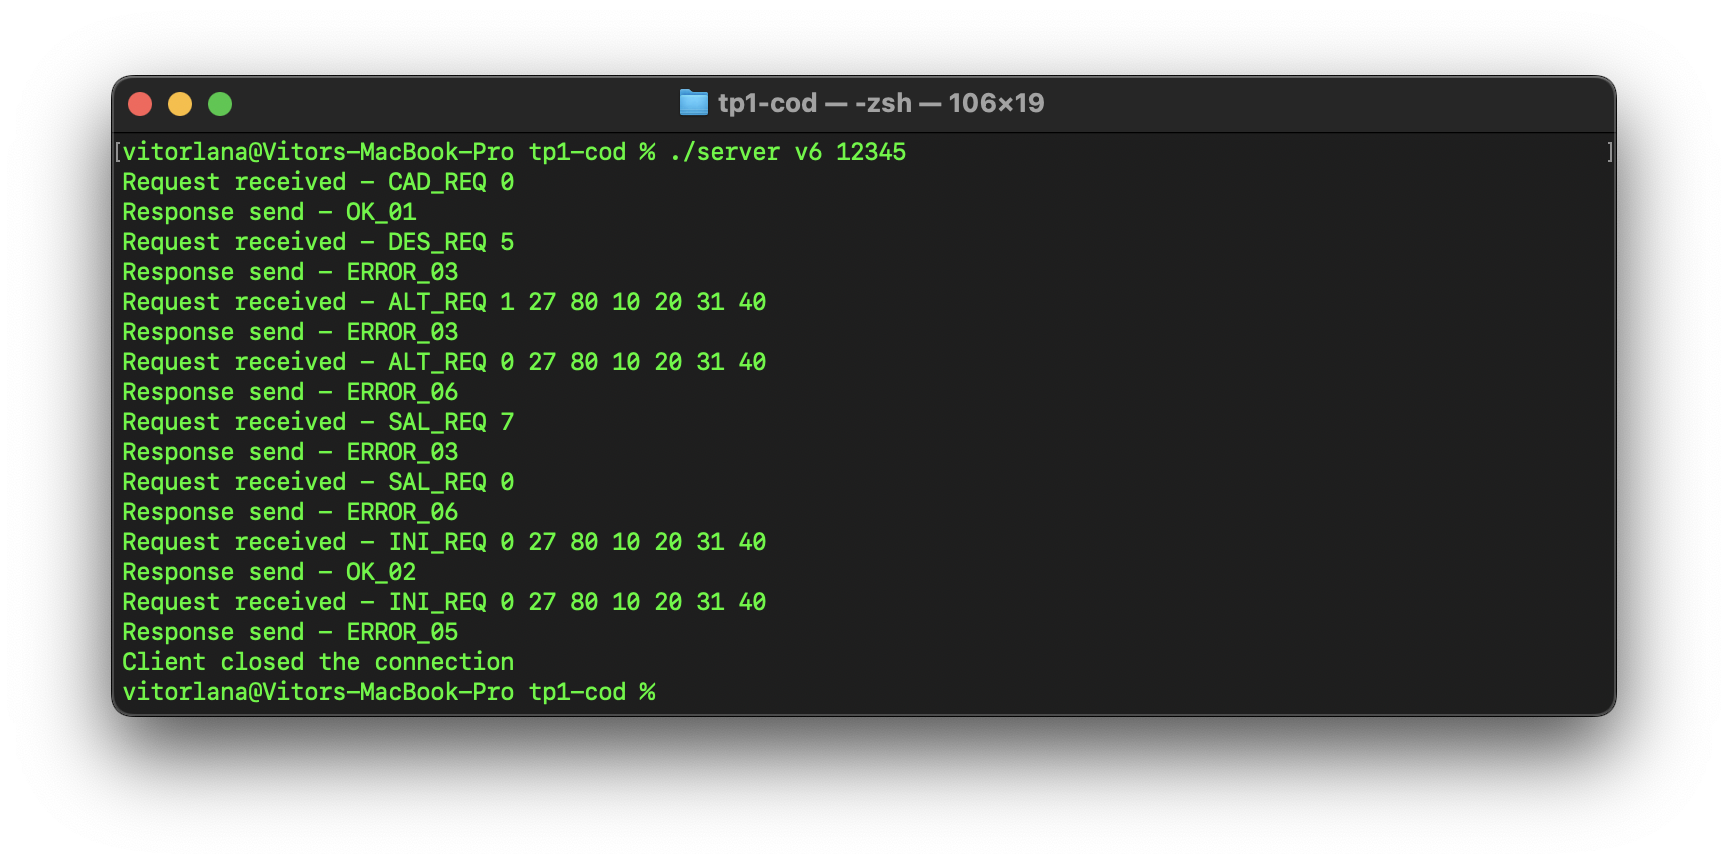 tp1-cod — -zsh — 106×19
[vitorlana@Vitors-MacBook-Pro tp1-cod % ./server v6 12345 ]
Request received - CAD_REQ 0
Response send - OK_01
Request received - DES_REQ 5
Response send - ERROR_03
Request received - ALT_REQ 1 27 80 10 20 31 40
Response send - ERROR_03
Request received - ALT_REQ 0 27 80 10 20 31 40
Response send - ERROR_06
Request received - SAL_REQ 7
Response send - ERROR_03
Request received - SAL_REQ 0
Response send - ERROR_06
Request received - INI_REQ 0 27 80 10 20 31 40
Response send - OK_02
Request received - INI_REQ 0 27 80 10 20 31 40
Response send - ERROR_05
Client closed the connection
vitorlana@Vitors-MacBook-Pro tp1-cod %